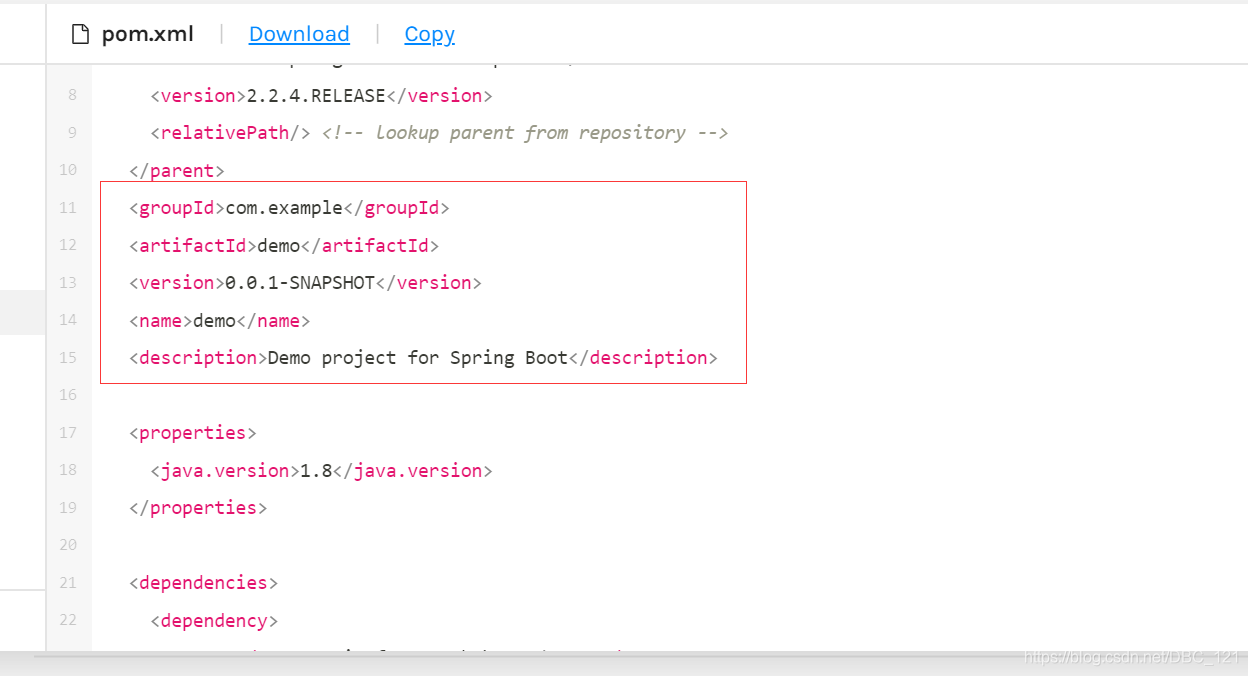 pom.xml | Download | Copy
8 <version>2.2.4.RELEASE</version>
9 <relativePath/> <!-- lookup parent from repository -->
10 </parent>
11 <groupId>com.example</groupId>
12 <artifactId>demo</artifactId>
13 <version>0.0.1-SNAPSHOT</version>
14 <name>demo</name>
15 <description>Demo project for Spring Boot</description>
16
17 <properties>
18 <java.version>1.8</java.version>
19 </properties>
20
21 <dependencies>
22 <dependency>
https://blog.csdn.net/DBC_121